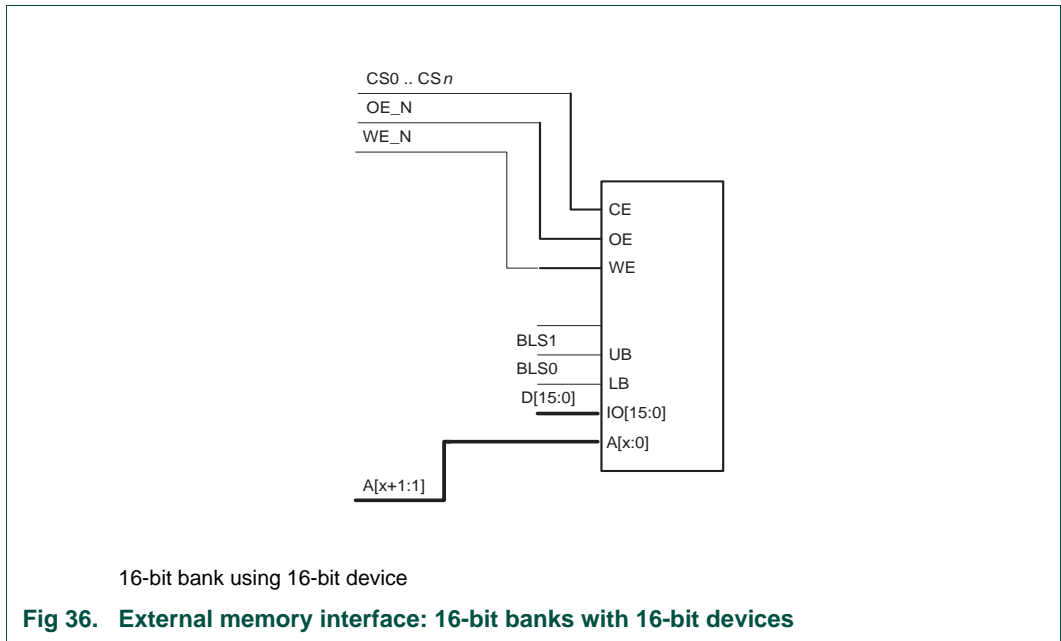 CS0 .. CSn
OE_N
WE_N
CE
OE
WE
BLS1
UB
BLS0
LB
D[15:0]
IO[15:0]
A[x:0]
A[x+1:1]
16-bit bank using 16-bit device
Fig 36. External memory interface: 16-bit banks with 16-bit devices